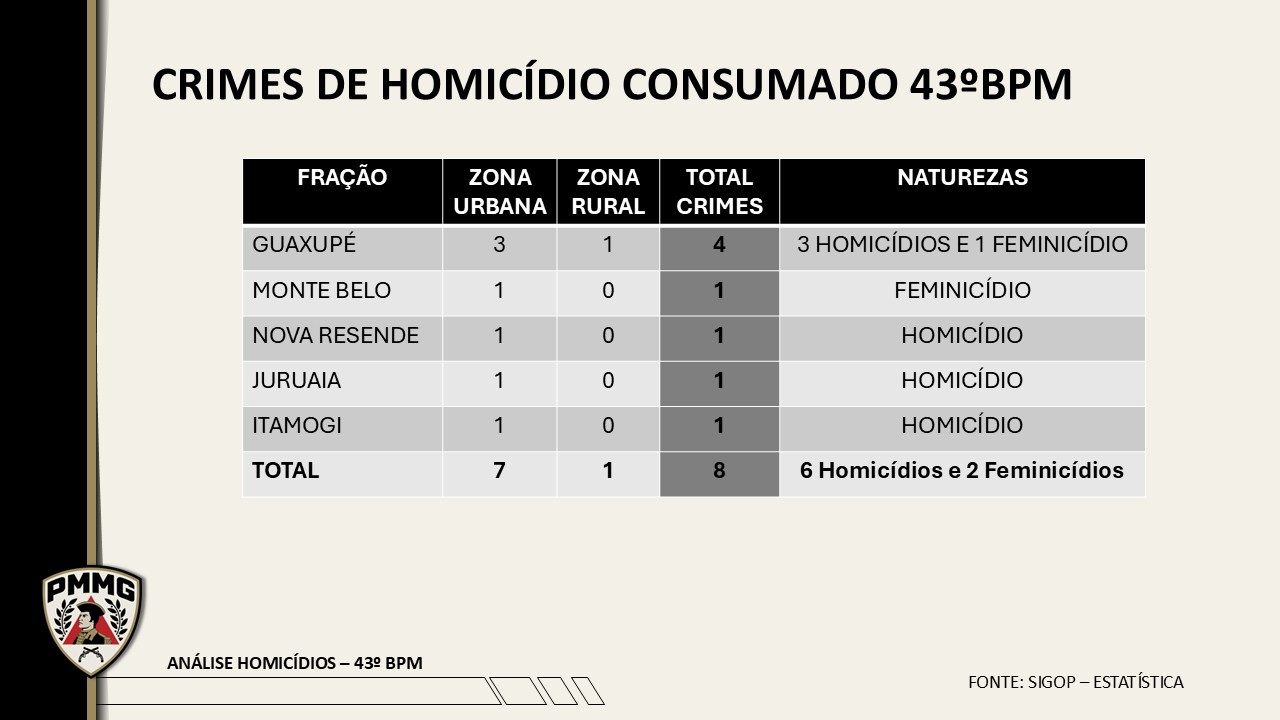 CRIMES DE HOMICÍDIO CONSUMADO 43ºBPM
FRAÇÃO ZONA URBANA ZONA RURAL TOTAL CRIMES NATUREZAS
GUAXUPÉ 3 1 4 3 HOMICÍDIOS E 1 FEMINICÍDIO
MONTE BELO 1 0 1 FEMINICÍDIO
NOVA RESENDE 1 0 1 HOMICÍDIO
JURUAIA 1 0 1 HOMICÍDIO
ITAMOGI 1 0 1 HOMICÍDIO
TOTAL 7 1 8 6 Homicídios e 2 Feminicídios
PMMG
ANÁLISE HOMICÍDIOS – 43º BPM
FONTE: SIGOP – ESTATÍSTICA